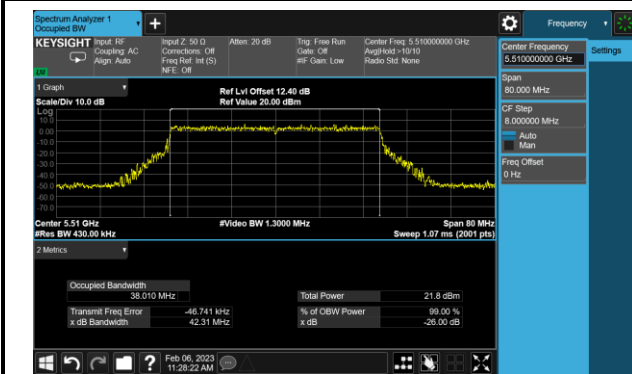 Spectrum Analyzer 1
Occupied BW
+
Frequency
KEYSIGHT
Input: RF
Coupling: AC
Align: Auto
Input Z: 50 Ω
Corrections: Off
Freq Ref: Int (S)
NFE: Off
Atten: 20 dB
Trig: Free Run
Gate: Off
#IF Gain: Low
Center Freq: 5.510000000 GHz
Avg|Hold:>10/10
Radio Std: None
Center Frequency
5.510000000 GHz
Settings
Span
80.000 MHz
CF Step
8.000000 MHz
Auto
Man
Freq Offset
0 Hz
1 Graph
Scale/Div 10.0 dB
Ref Lvl Offset 12.40 dB
Ref Value 20.00 dBm
Log
10.0
0.00
-10.0
-20.0
-30.0
-40.0
-50.0
-60.0
-70.0
Center 5.51 GHz
#Res BW 430.00 kHz
#Video BW 1.3000 MHz
Span 80 MHz
Sweep 1.07 ms (2001 pts)
2 Metrics
Occupied Bandwidth
38.010 MHz
Total Power
21.8 dBm
Transmit Freq Error
-46.741 kHz
% of OBW Power
99.00 %
x dB Bandwidth
42.31 MHz
x dB
-26.00 dB
?
Feb 06, 2023
11:28:22 AM